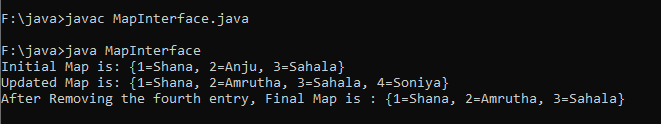 F:\java>javac MapInterface.java
F:\java>java MapInterface
Initial Map is: {1=Shana, 2=Anju, 3=Sahala}
Updated Map is: {1=Shana, 2=Amrutha, 3=Sahala, 4=Soniya}
After Removing the fourth entry, Final Map is : {1=Shana, 2=Amrutha, 3=Sahala}